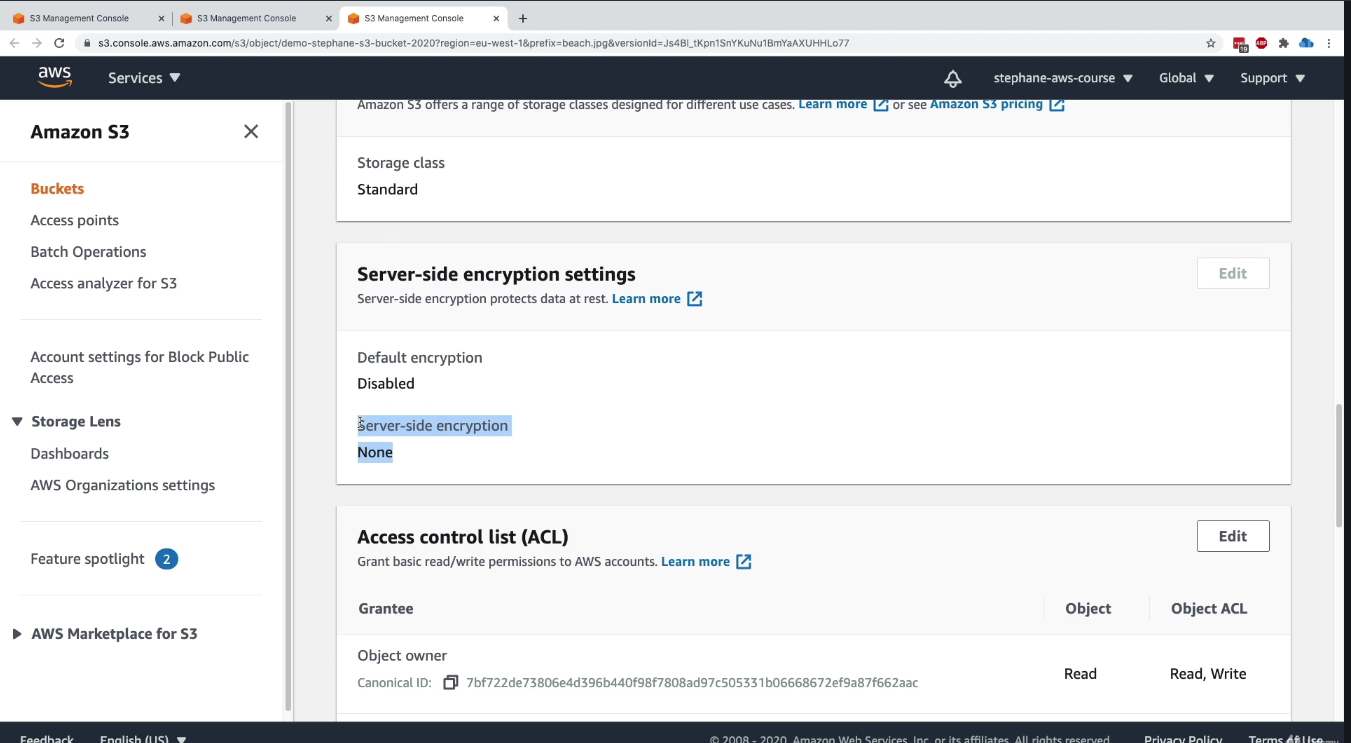 S3 Management Console
S3 Management Console
S3 Management Console
s3.console.aws.amazon.com/s3/object/demo-stephane-s3-bucket-2020?region=eu-west-1&prefix=beach.jpg&versionId=Js4Bl_tKpn1SnYKuNu1BmYaAXUHHLo77
ABP
aws
Services
stephane-aws-course
Global
Support
Amazon S3
Buckets
Access points
Batch Operations
Access analyzer for S3
Account settings for Block Public
Access
Storage Lens
Dashboards
AWS Organizations settings
Feature spotlight 2
AWS Marketplace for S3
Amazon S3 offers a range of storage classes designed for different use cases. Learn more or see Amazon S3 pricing
Storage class
Standard
Server-side encryption settings
Edit
Server-side encryption protects data at rest. Learn more
Default encryption
Disabled
Server-side encryption
None
Access control list (ACL)
Edit
Grant basic read/write permissions to AWS accounts. Learn more
Grantee
Object
Object ACL
Object owner
Canonical ID: 7bf722de73806e4d396b440f98f7808ad97c505331b06668672ef9a87f662aac
Read
Read, Write
Feedback
English (US)
© 2008 - 2020, Amazon Web Services, Inc. or its affiliates. All rights reserved.
Privacy Policy
Terms of Use